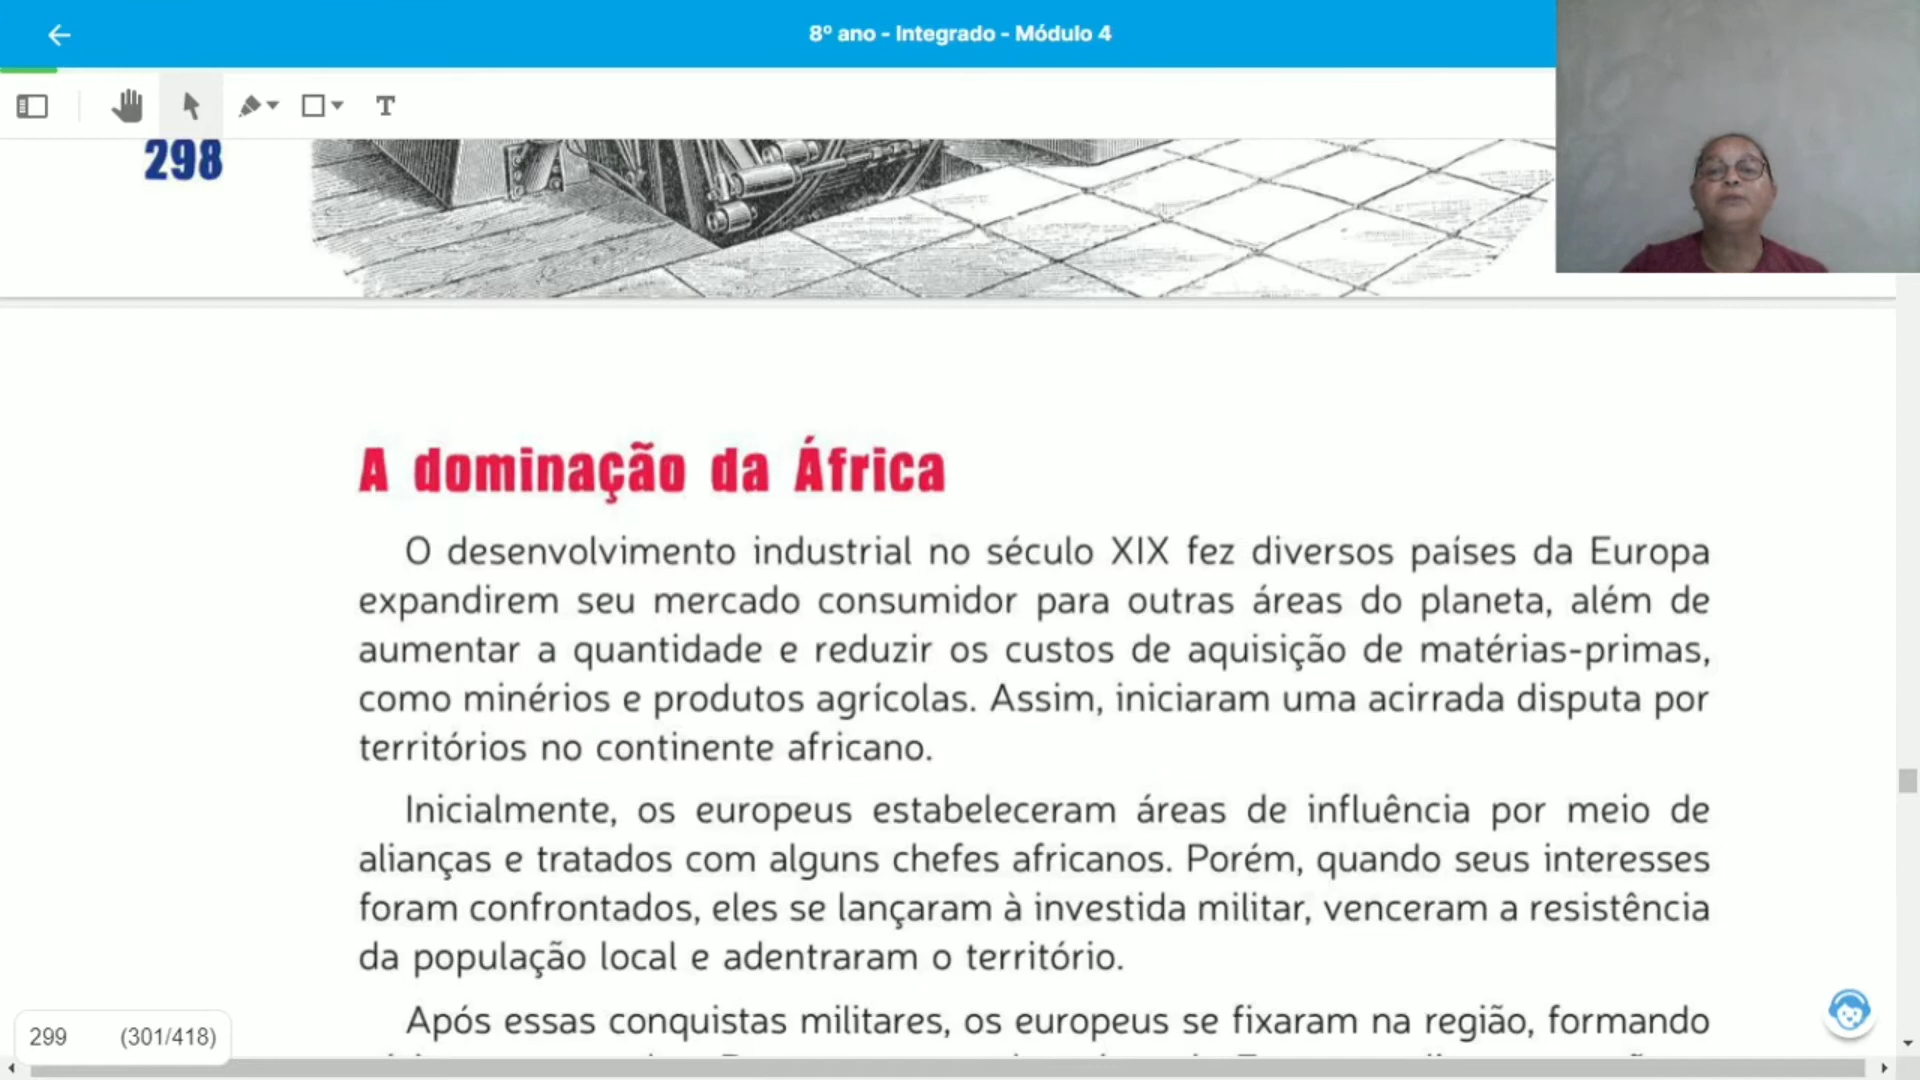 8º ano - Integrado - Módulo 4
T
298
A dominação da África
O desenvolvimento industrial no século XIX fez diversos países da Europa
expandirem seu mercado consumidor para outras áreas do planeta, além de
aumentar a quantidade e reduzir os custos de aquisição de matérias-primas,
como minérios e produtos agrícolas. Assim, iniciaram uma acirrada disputa por
territórios no continente africano.
Inicialmente, os europeus estabeleceram áreas de influência por meio de
alianças e tratados com alguns chefes africanos. Porém, quando seus interesses
foram confrontados, eles se lançaram à investida militar, venceram a resistência
da população local e adentraram o território.
Após essas conquistas militares, os europeus se fixaram na região, formando
299 (301/418)